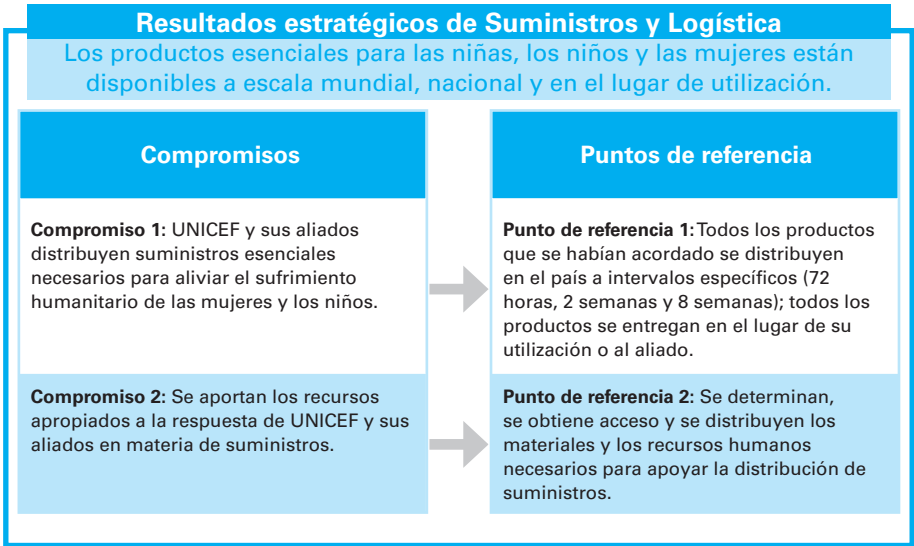 Resultados estratégicos de Suministros y Logística
Los productos esenciales para las niñas, los niños y las mujeres están
disponibles a escala mundial, nacional y en el lugar de utilización.
Compromisos
Puntos de referencia
Compromiso 1: UNICEF y sus aliados
distribuyen suministros esenciales
necesarios para aliviar el sufrimiento
humanitario de las mujeres y los niños.
Punto de referencia 1: Todos los productos
que se habían acordado se distribuyen
en el país a intervalos específicos (72
horas, 2 semanas y 8 semanas); todos los
productos se entregan en el lugar de su
utilización o al aliado.
Compromiso 2: Se aportan los recursos
apropiados a la respuesta de UNICEF y sus
aliados en materia de suministros.
Punto de referencia 2: Se determinan,
se obtiene acceso y se distribuyen los
materiales y los recursos humanos
necesarios para apoyar la distribución de
suministros.